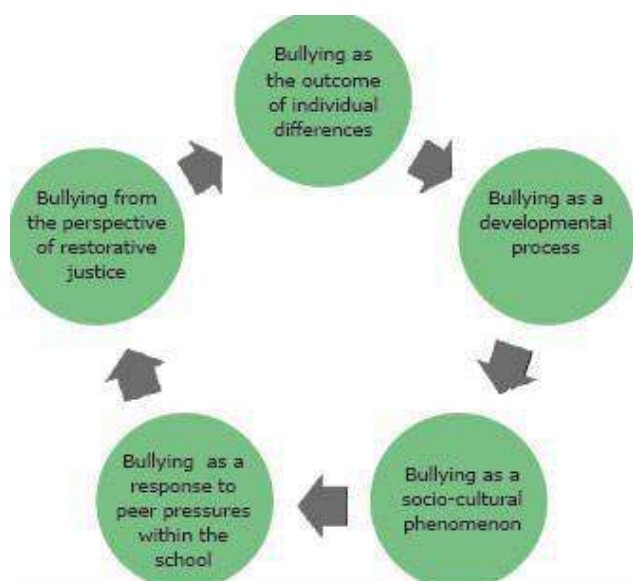 Bullying as
the outcome
of individual
differences
Bullying as a
developmental
process
Bullying as a
socio-cultural
phenomenon
Bullying as a
response to
peer pressures
within the
school
Bullying from
the perspective
of restorative
justice